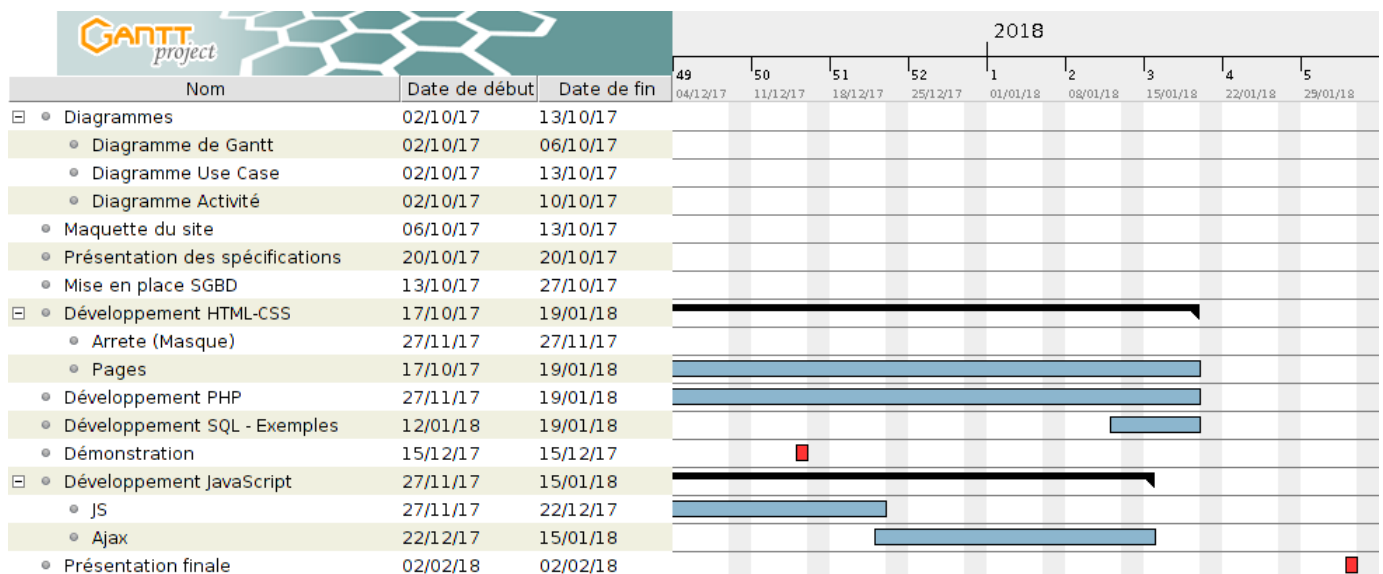 GANTT
project
2018
49 50 51 52 1 2 3 4 5
Nom Date de début Date de fin 04/12/17 11/12/17 18/12/17 25/12/17 01/01/18 08/01/18 15/01/18 22/01/18 29/01/18
Diagrammes 02/10/17 13/10/17
Diagramme de Gantt 02/10/17 06/10/17
Diagramme Use Case 02/10/17 13/10/17
Diagramme Activité 02/10/17 10/10/17
Maquette du site 06/10/17 13/10/17
Présentation des spécifications 20/10/17 20/10/17
Mise en place SGBD 13/10/17 27/10/17
Développement HTML-CSS 17/10/17 19/01/18
Arrete (Masque) 27/11/17 27/11/17
Pages 17/10/17 19/01/18
Développement PHP 27/11/17 19/01/18
Développement SQL - Exemples 12/01/18 19/01/18
Démonstration 15/12/17 15/12/17
Développement JavaScript 27/11/17 15/01/18
JS 27/11/17 22/12/17
Ajax 22/12/17 15/01/18
Présentation finale 02/02/18 02/02/18